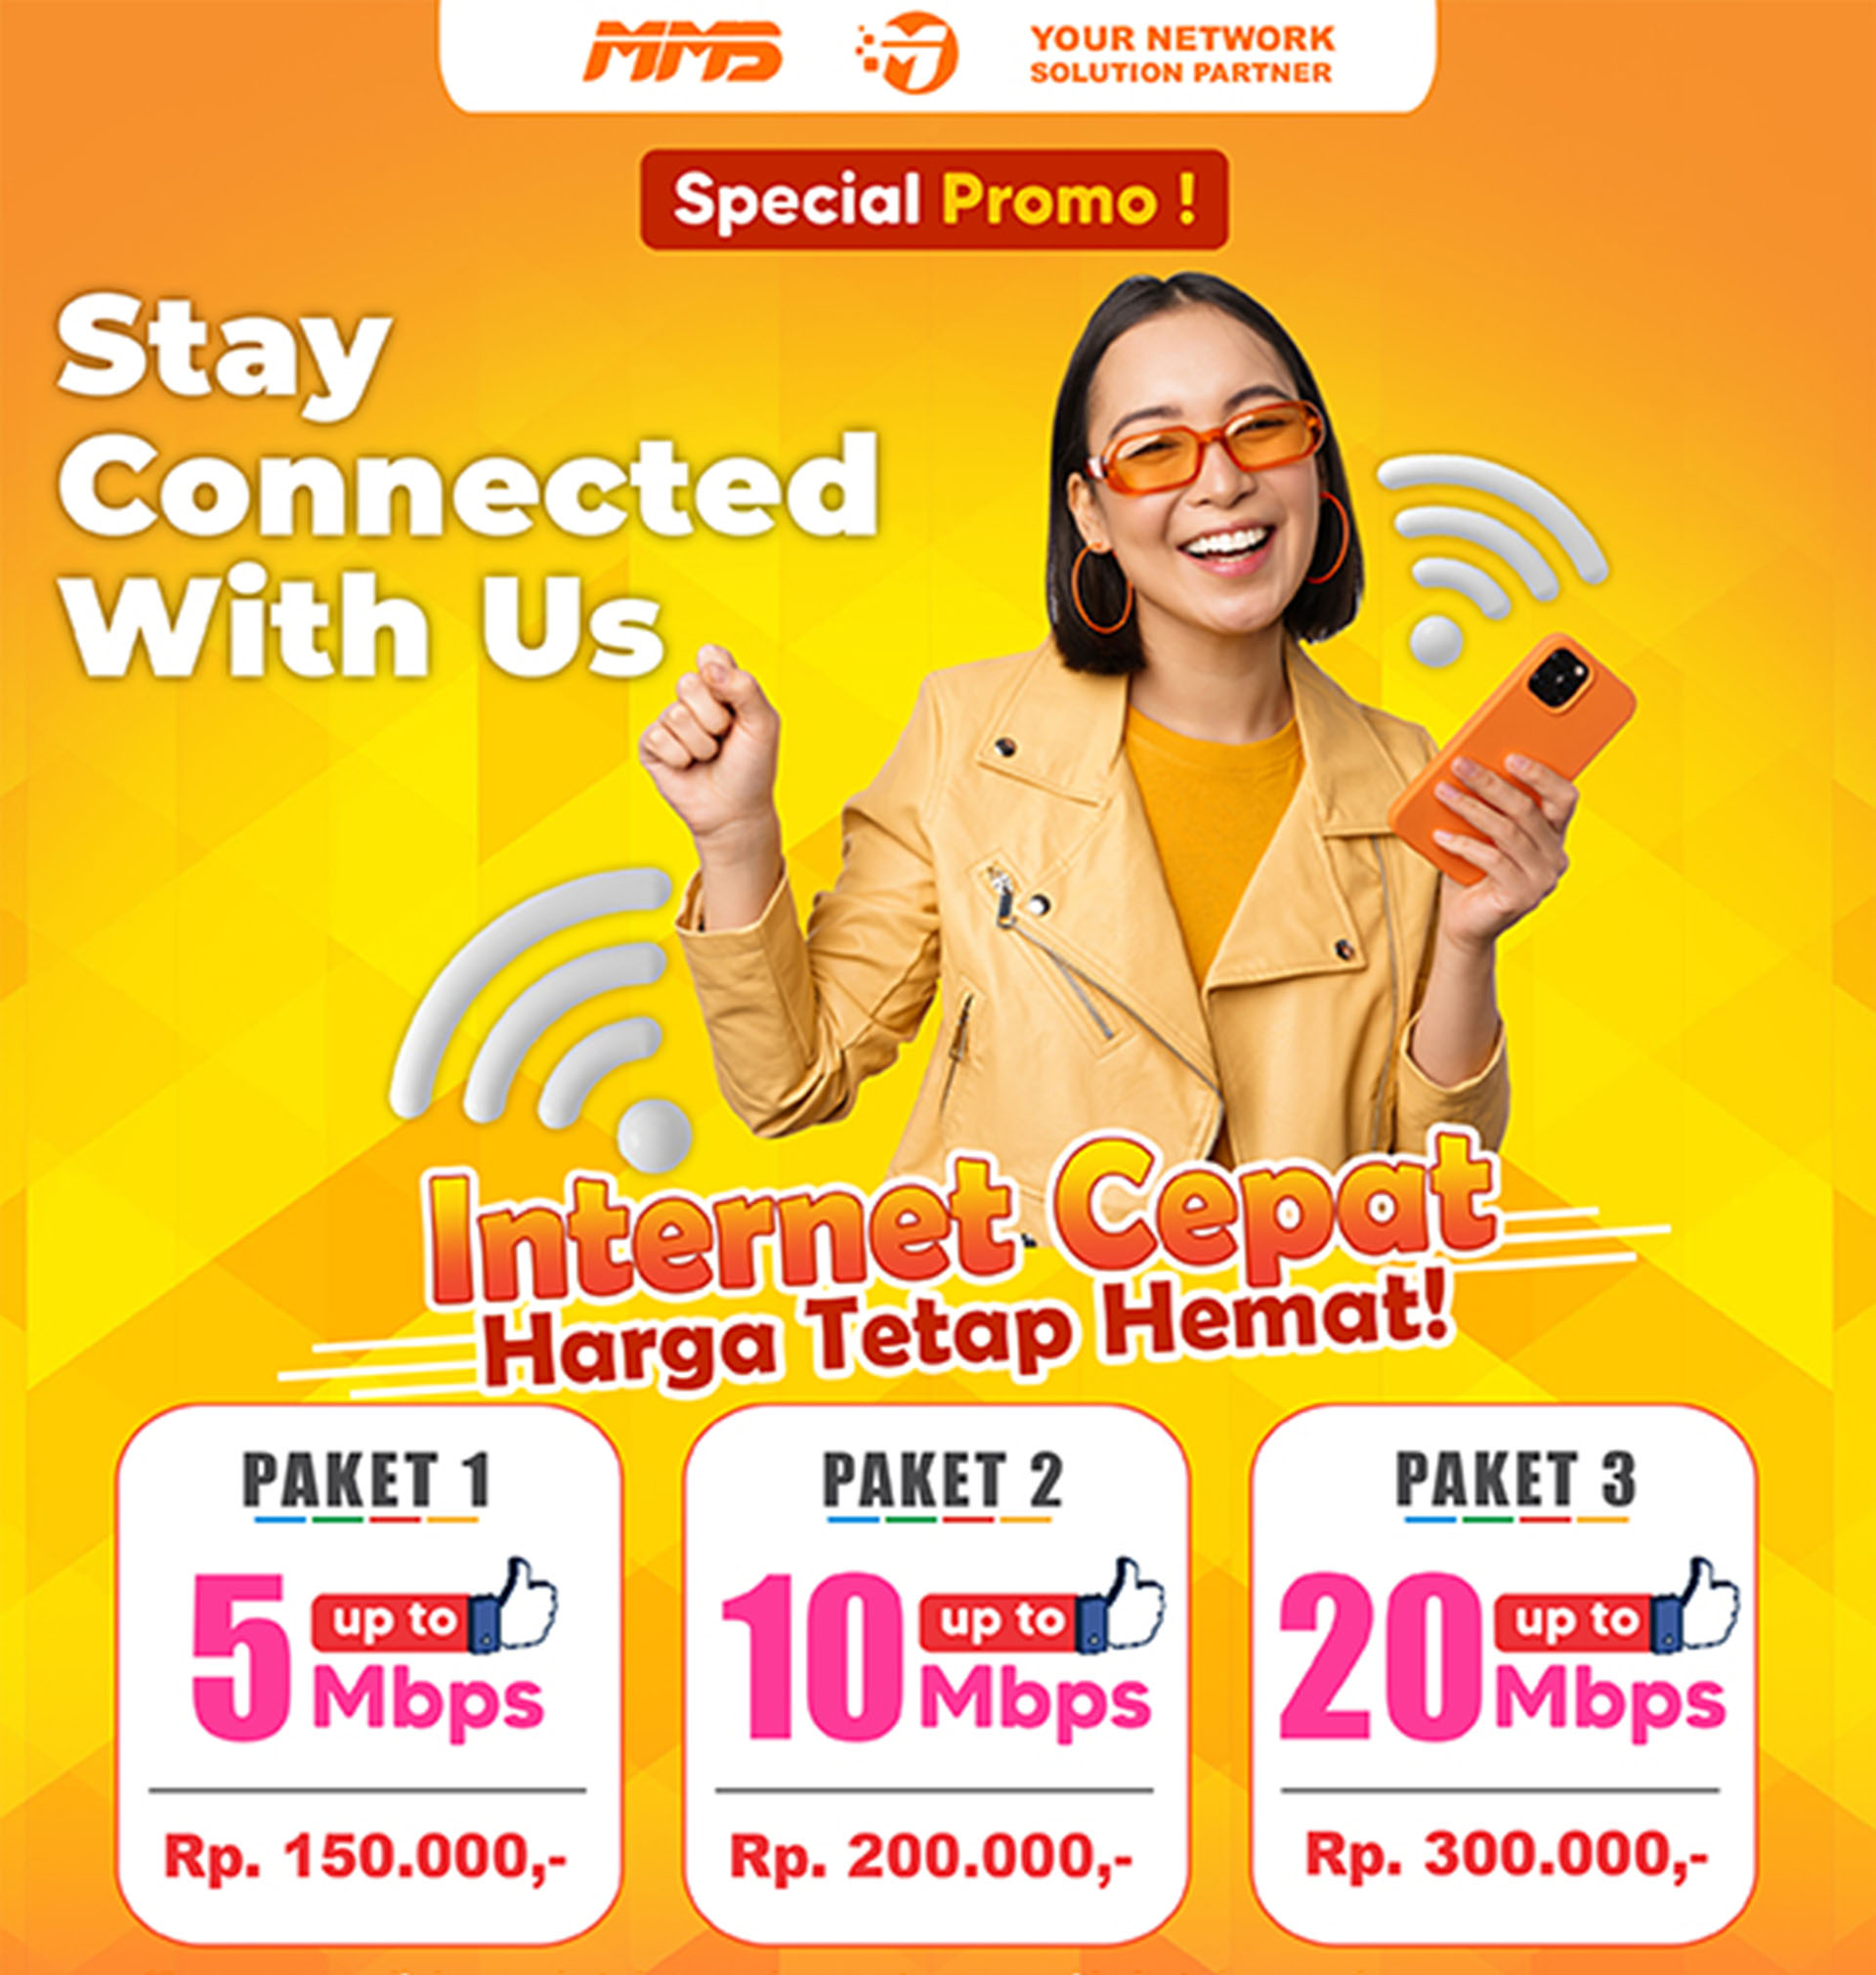 MMS
YOUR NETWORK
SOLUTION PARTNER
Special Promo !
Stay
Connected
With Us
Internet Cepat
Harga Tetap Hemat!
PAKET 1
5 up to
Mbps
Rp. 150.000,-
PAKET 2
10 up to
Mbps
Rp. 200.000,-
PAKET 3
20 up to
Mbps
Rp. 300.000,-